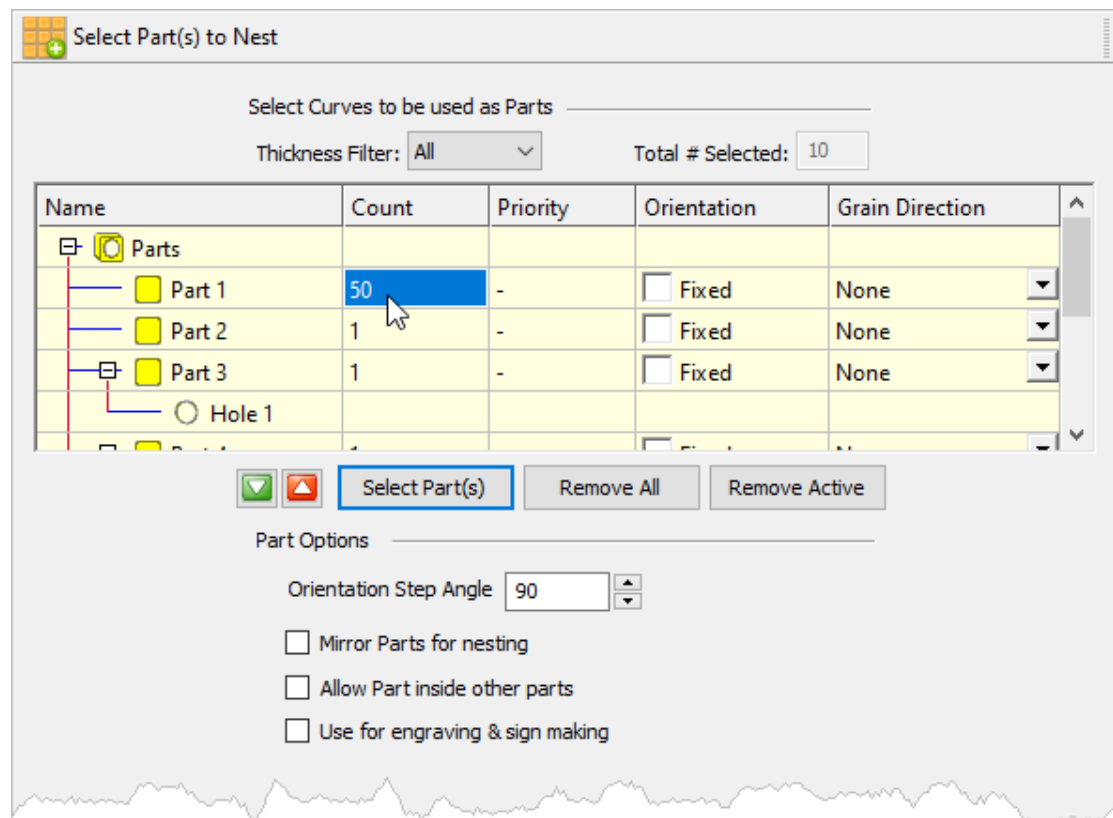 Select Part(s) to Nest
Select Curves to be used as Parts
Thickness Filter: All Total # Selected: 10
Name Count Priority Orientation Grain Direction
Parts
Part 1 50 - Fixed None
Part 2 1 - Fixed None
Part 3 1 - Fixed None
Hole 1
Select Part(s) Remove All Remove Active
Part Options
Orientation Step Angle 90
Mirror Parts for nesting
Allow Part inside other parts
Use for engraving & sign making